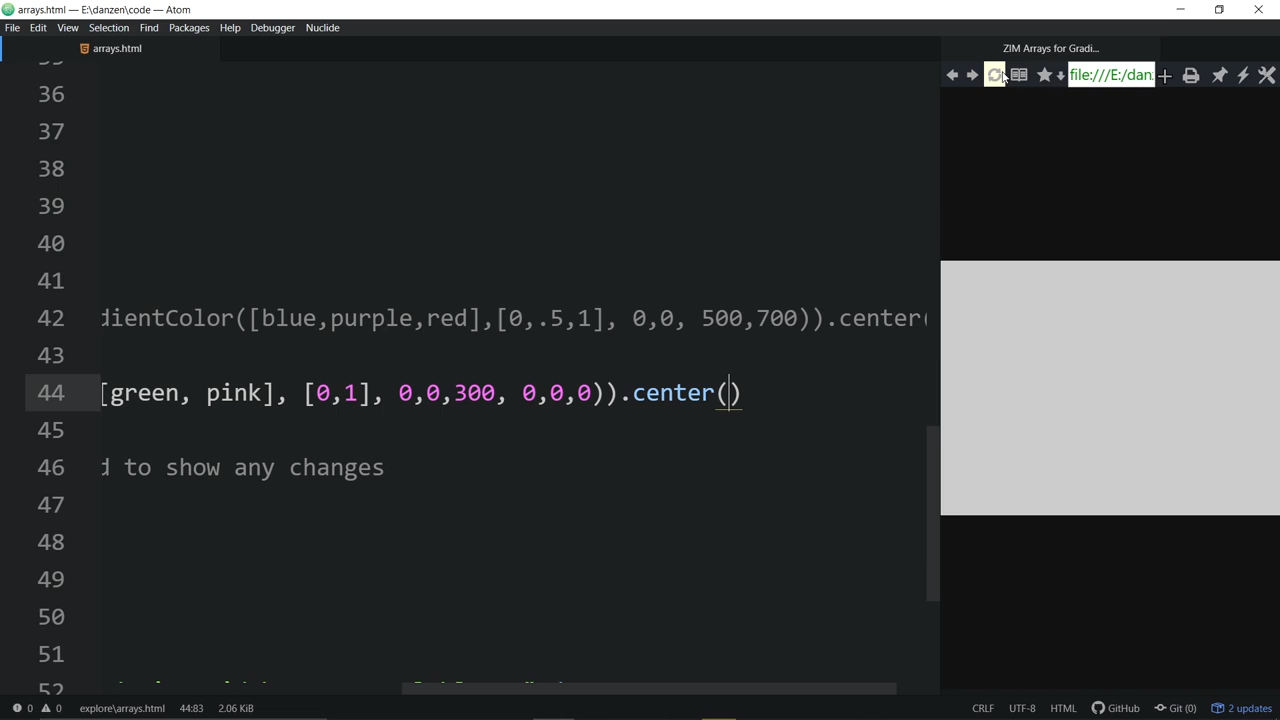 arrays.html — E:\danzen\code — Atom
File Edit View Selection Find Packages Help Debugger Nuclide
arrays.html
ZIM Arrays for Gradi...
file:///E:/dan
36
37
38
39
40
41
42 dientColor([blue,purple,red],[0,.5,1], 0,0, 500,700)).center(
43
44 [green, pink], [0,1], 0,0,300, 0,0,0)).center()
45
46 d to show any changes
47
48
49
50
51
52
0 0 explore\arrays.html 44:83 2.06 KiB CRLF UTF-8 HTML GitHub Git (0) 2 updates